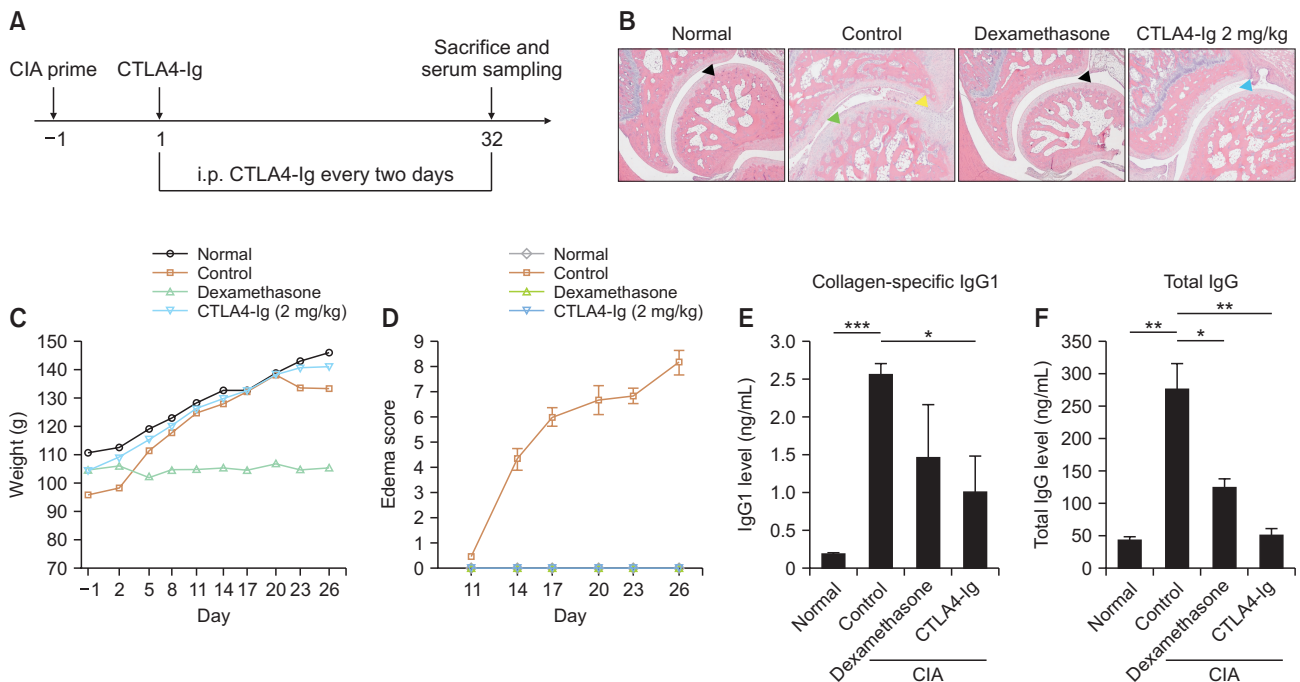 A
CIA prime
CTLA4-Ig
Sacrifice and
serum sampling
−1
1
32
i.p. CTLA4-Ig every two days
B
Normal
Control
Dexamethasone
CTLA4-Ig 2 mg/kg
C
Normal
Control
Dexamethasone
CTLA4-Ig (2 mg/kg)
Weight (g)
150
140
130
120
110
100
90
80
70
−1 2 5 8 11 14 17 20 23 26
Day
D
Normal
Control
Dexamethasone
CTLA4-Ig (2 mg/kg)
Edema score
10
9
8
7
6
5
4
3
2
1
0
11 14 17 20 23 26
Day
E
Collagen-specific IgG1
*** *
IgG1 level (ng/mL)
3.0
2.5
2.0
1.5
1.0
0.5
0
Normal
Control
Dexamethasone
CTLA4-Ig
CIA
F
Total IgG
**
** *
Total IgG level (ng/mL)
350
300
250
200
150
100
50
0
Normal
Control
Dexamethasone
CTLA4-Ig
CIA